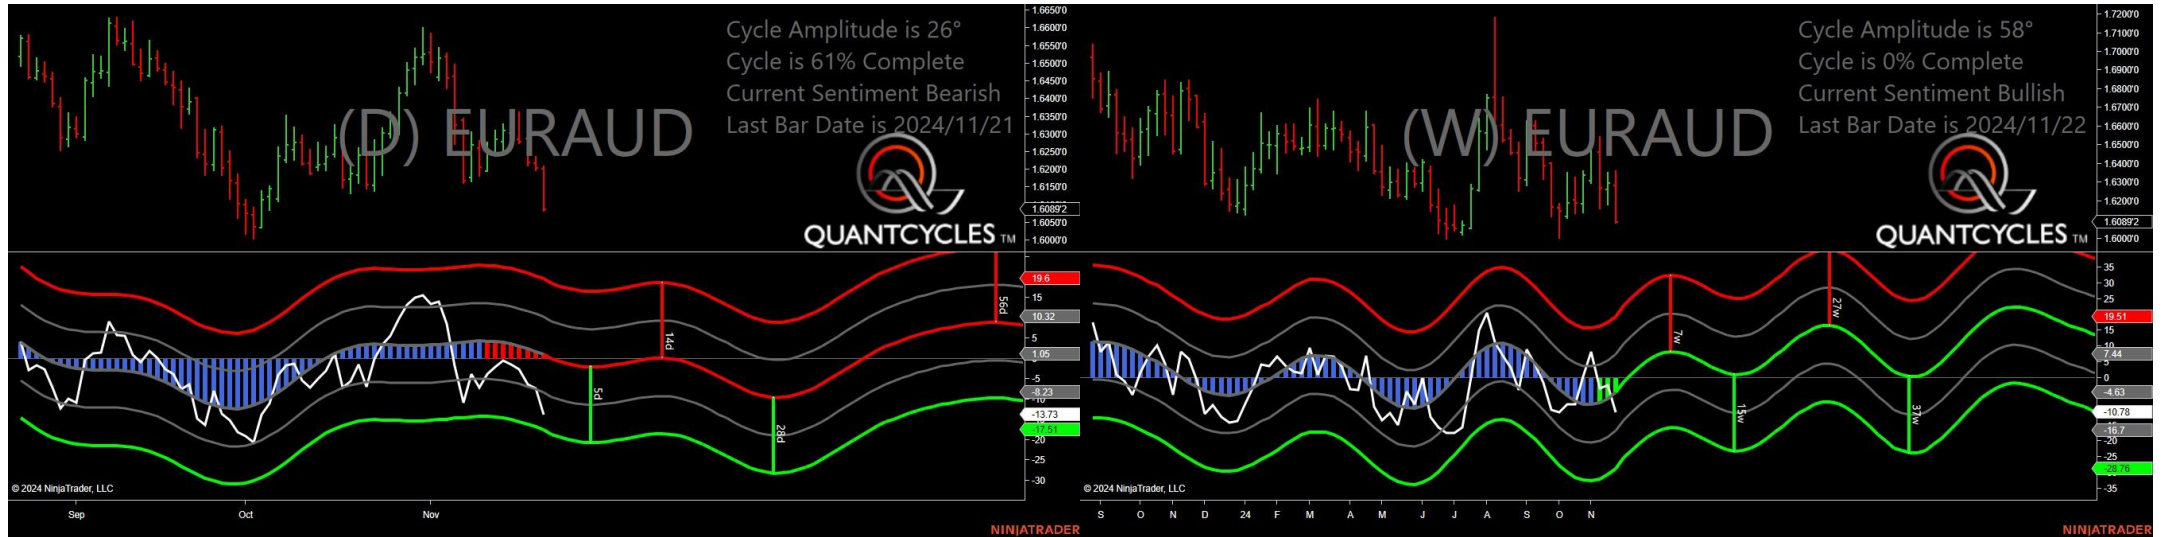 Cycle Amplitude is 26°
Cycle is 61% Complete
Current Sentiment Bearish
Last Bar Date is 2024/11/21
(D) EURAUD
QUANTCYCLES TM
1.6650'0
1.6600'0
1.6550'0
1.6500'0
1.6450'0
1.6400'0
1.6350'0
1.6300'0
1.6250'0
1.6200'0
1.6150'0
1.6089'2
1.6050'0
1.6000'0
19.6
15
10.32
5
1.05
-5
-8.23
-10
-13.73
-17.51
-20
-25
-30
5d
14d
28d
56d
© 2024 NinjaTrader, LLC
Sep Oct Nov
NINJATRADER
Cycle Amplitude is 58°
Cycle is 0% Complete
Current Sentiment Bullish
Last Bar Date is 2024/11/22
(W) EURAUD
QUANTCYCLES TM
1.7200'0
1.7100'0
1.7000'0
1.6900'0
1.6800'0
1.6700'0
1.6600'0
1.6500'0
1.6400'0
1.6300'0
1.6200'0
1.6089'2
1.6000'0
35
30
25
19.51
15
10
7.44
5
0
-4.63
-10.78
-16.7
-20
-25
-28.76
-35
7w
15w
27w
37w
© 2024 NinjaTrader, LLC
S O N D 24 F M A M J J A S O N
NINJATRADER